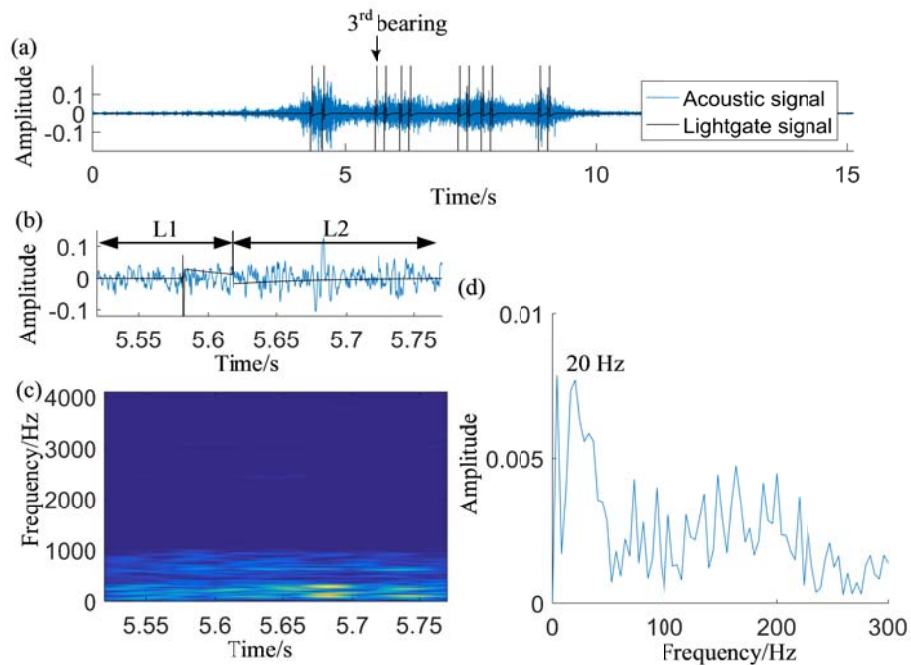 3rd bearing
(a)
Amplitude
0.1
0
-0.1
Acoustic signal
Lightgate signal
0 5 10 15
Time/s
(b)
L1 L2
Amplitude
0.1
0
-0.1
5.55 5.6 5.65 5.7 5.75
Time/s
(c)
Frequency/Hz
4000
3000
2000
1000
0
5.55 5.6 5.65 5.7 5.75
Time/s
(d)
20 Hz
Amplitude
0.01
0.005
0
0 100 200 300
Frequency/Hz